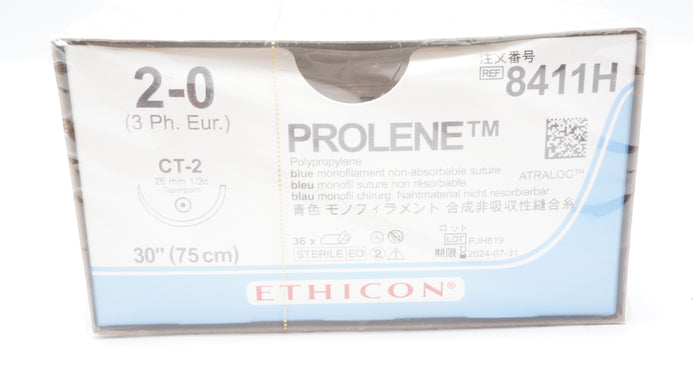 2-0
(3 Ph. Eur.)
CT-2
26 mm 1/2c
Taperpoint
30" (75 cm)
注文番号
REF 8411H
PROLENE™
Polypropylene
blue monofilament non-absorbable suture
bleu monofil suture non résorbable
blau monofil chirurg. Nahtmaterial nicht resorbierbar
青色 モノフィラメント 合成非吸収性縫合糸
ATRALOC™
36 x
STERILE EO 2
ロット
LOT PJH819
期限 2024-07-31
ETHICON®